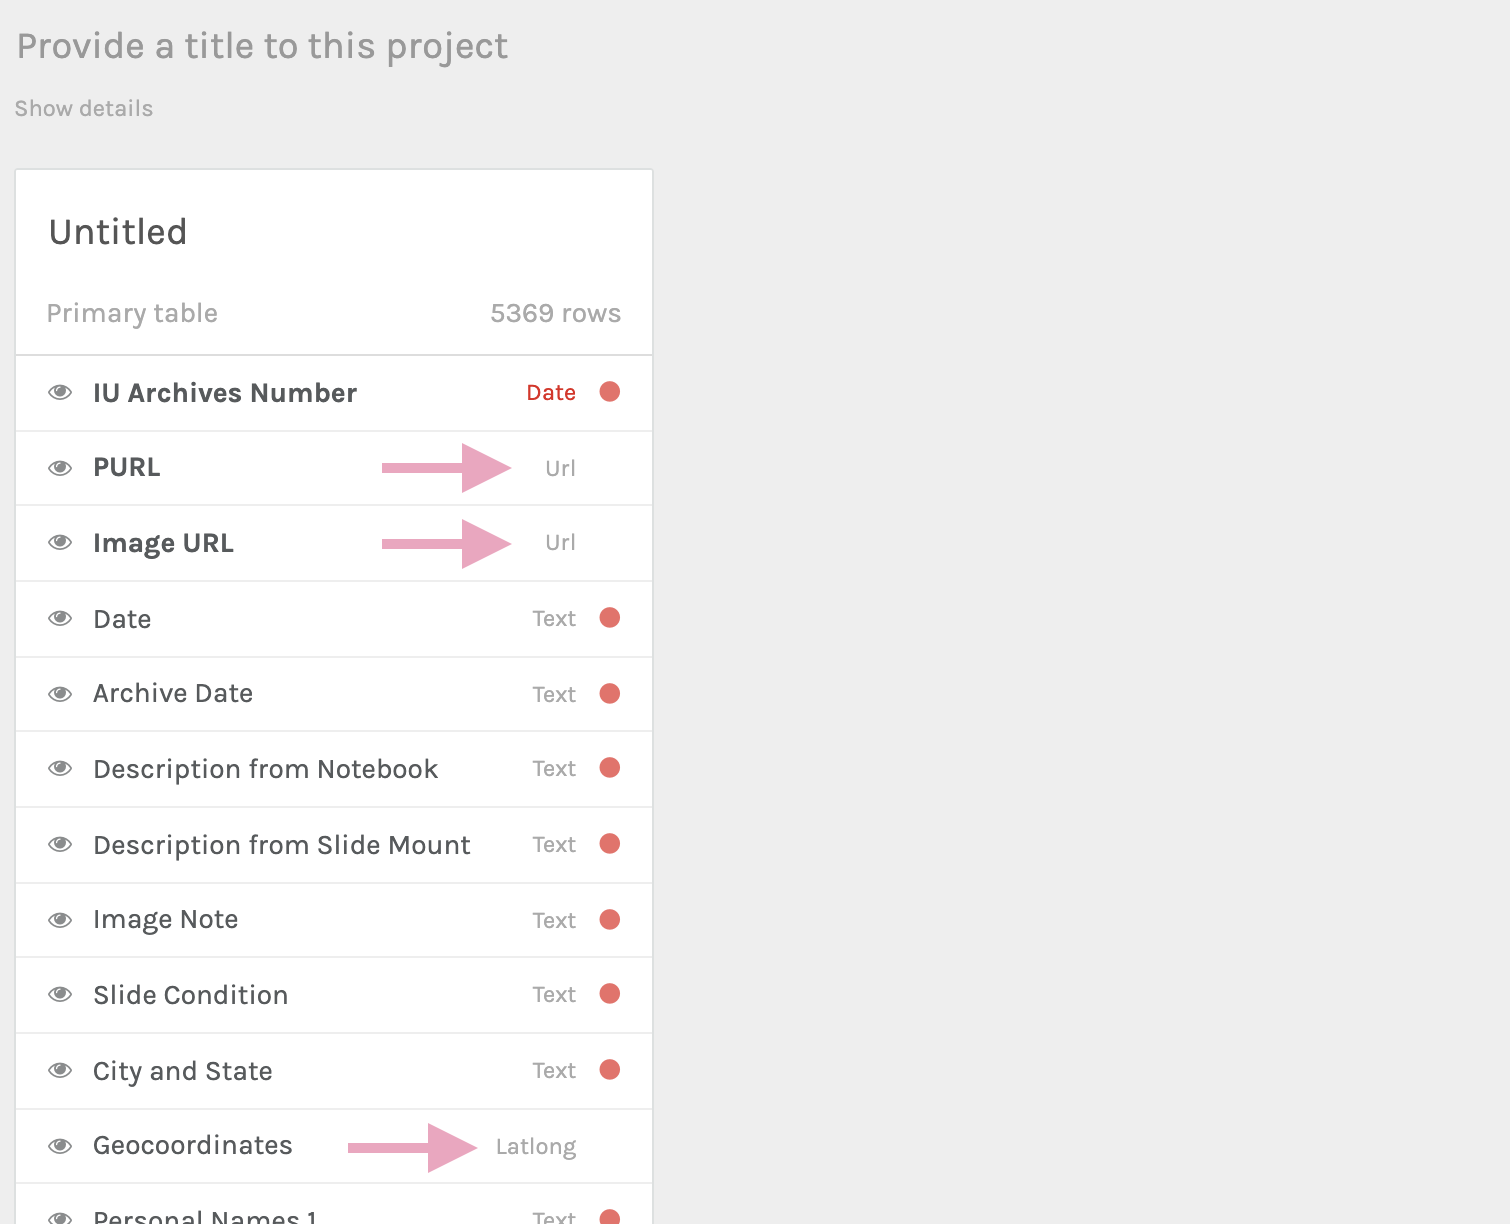 Provide a title to this project
Show details
Untitled
Primary table 5369 rows
IU Archives Number Date
PURL Url
Image URL Url
Date Text
Archive Date Text
Description from Notebook Text
Description from Slide Mount Text
Image Note Text
Slide Condition Text
City and State Text
Geocoordinates Latlong
Personal Names 1 Text